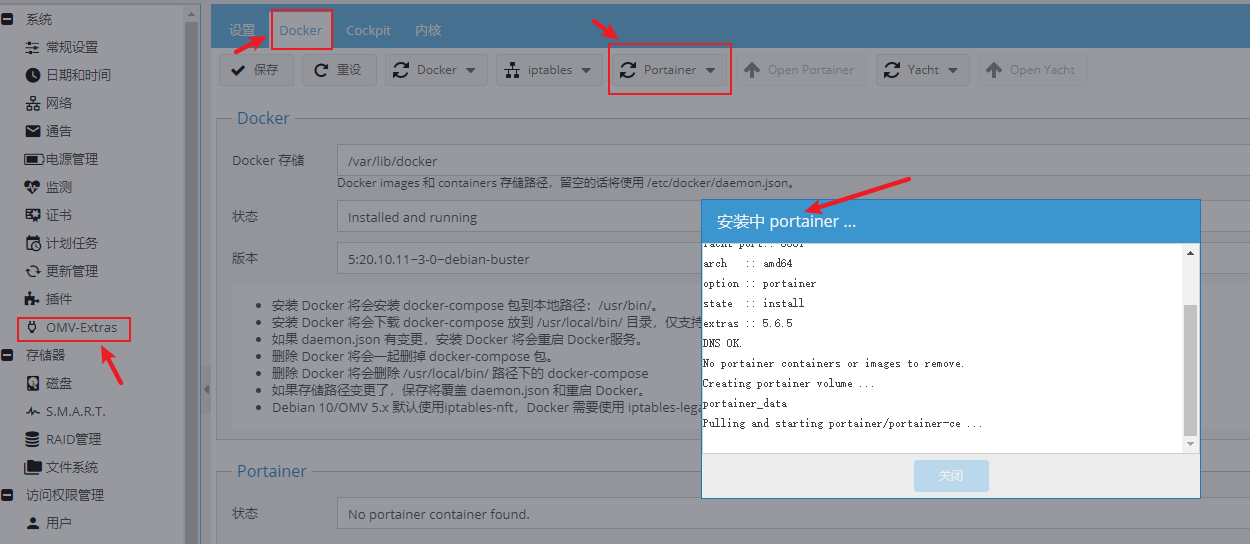 系统
常规设置
日期和时间
网络
通告
电源管理
监测
证书
计划任务
更新管理
插件
OMV-Extras
存储器
磁盘
S.M.A.R.T.
RAID管理
文件系统
访问权限管理
用户
设置 Docker Cockpit 内核
保存 重设 Docker iptables Portainer Open Portainer Yacht Open Yacht
Docker
Docker 存储 /var/lib/docker
Docker images 和 containers 存储路径，留空的话将使用 /etc/docker/daemon.json。
状态 Installed and running
版本 5:20.10.11~3-0~debian-buster
安装 Docker 将会安装 docker-compose 包到本地路径：/usr/bin/。
安装 Docker 将会下载 docker-compose 放到 /usr/local/bin/ 目录，仅支持
如果 daemon.json 有变更，安装 Docker 将会重启 Docker服务。
删除 Docker 将会一起删掉 docker-compose 包。
删除 Docker 将会删除 /usr/local/bin/ 路径下的 docker-compose
如果存储路径变更了，保存将覆盖 daemon.json 和重启 Docker。
Debian 10/OMV 5.x 默认使用iptables-nft，Docker 需要使用 iptables-lega
Portainer
状态 No portainer container found.
安装中 portainer ...
arch :: amd64
option :: portainer
state :: install
extras :: 5.6.5
DNS OK.
No portainer containers or images to remove.
Creating portainer volume ...
portainer_data
Pulling and starting portainer/portainer-ce ...
关闭